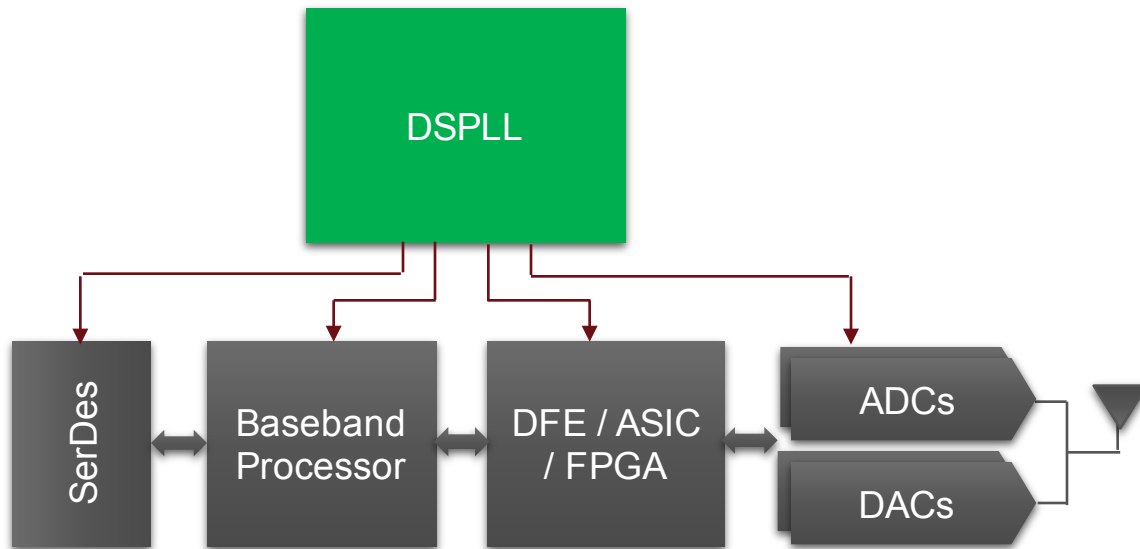 DSPLL
SerDes
Baseband
Processor
DFE / ASIC
/ FPGA
ADCs
DACs